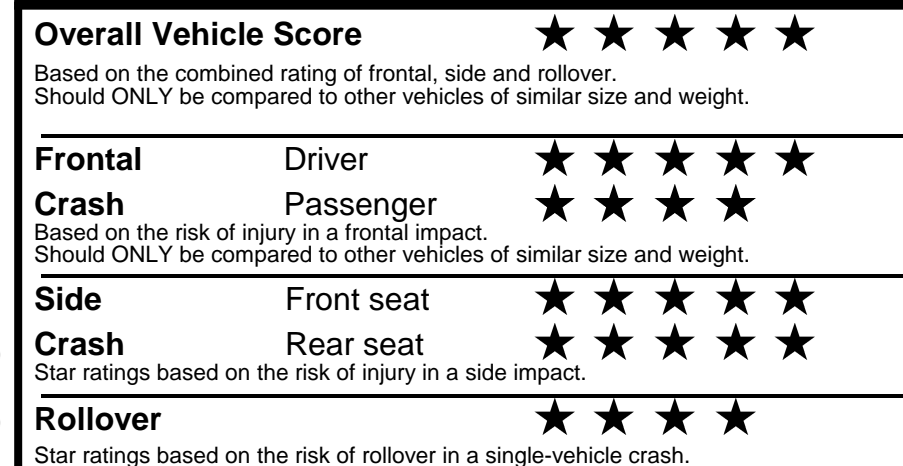 Overall Vehicle Score ★ ★ ★ ★ ★
Based on the combined rating of frontal, side and rollover.
Should ONLY be compared to other vehicles of similar size and weight.
Frontal Driver ★ ★ ★ ★ ★
Crash Passenger ★ ★ ★ ★
Based on the risk of injury in a frontal impact.
Should ONLY be compared to other vehicles of similar size and weight.
Side Front seat ★ ★ ★ ★ ★
Crash Rear seat ★ ★ ★ ★ ★
Star ratings based on the risk of injury in a side impact.
Rollover ★ ★ ★ ★
Star ratings based on the risk of rollover in a single-vehicle crash.